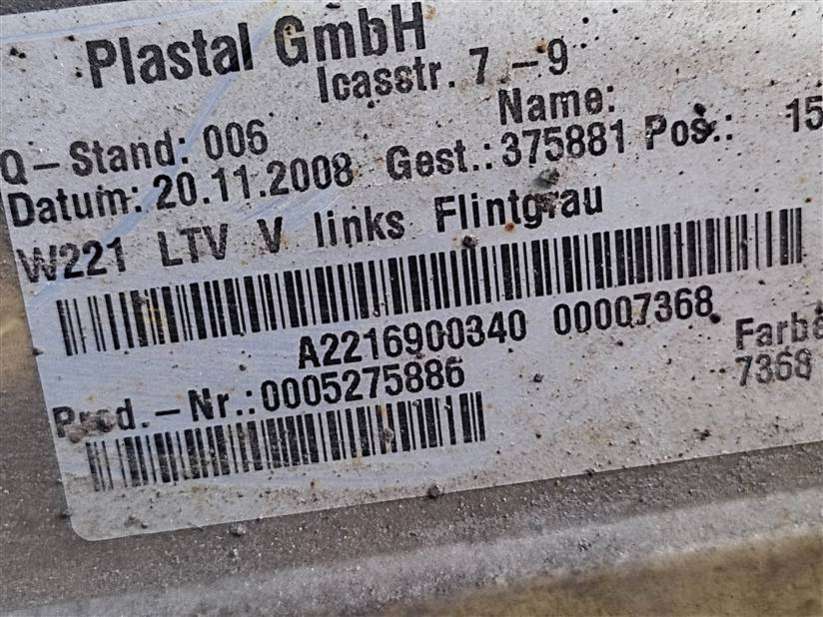 Plastal GmbH
Icasstr. 7 -9
Q-Stand: 006 Name:
Datum: 20.11.2008 Gest.: 375881 Pos.: 15
W221 LTV V links Flintgrau
A2216900340 00007368
Prod.-Nr.:0005275886 Farbe
7368